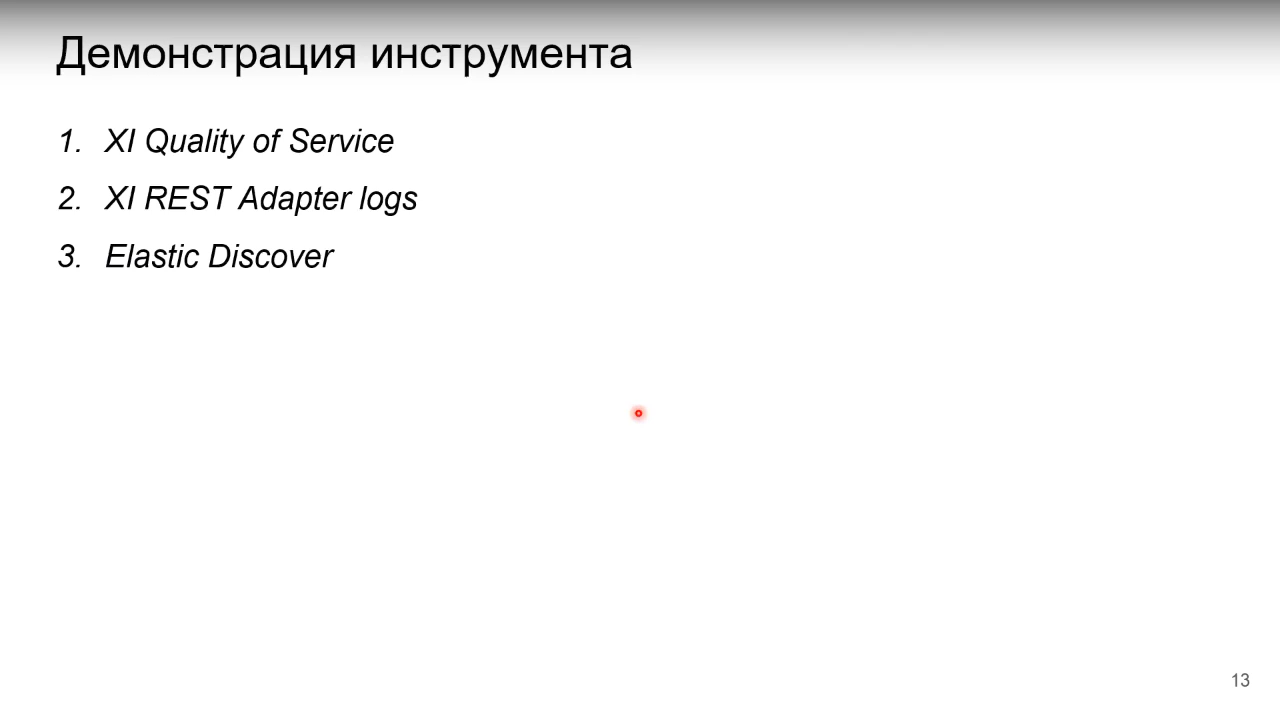 Демонстрация инструмента
1. XI Quality of Service
2. XI REST Adapter logs
3. Elastic Discover
13